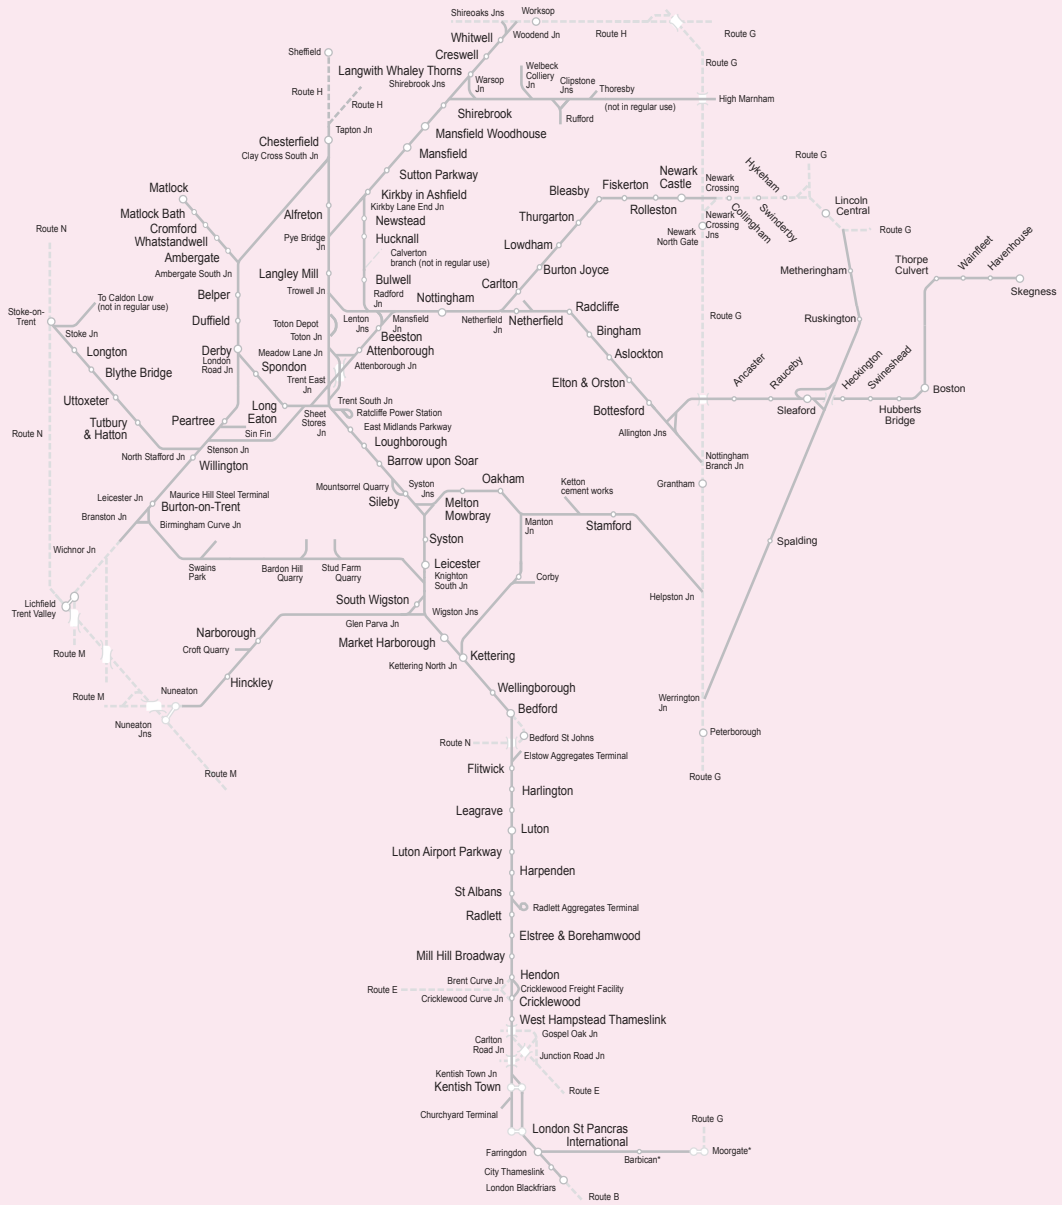 Shireoaks Jns
Worksop
Whitwell
Woodend Jn
Route H
Route G
Creswell
Sheffield
Langwith Whaley Thorns
Shirebrook Jns
Warsop
Jn
Welbeck
Colliery
Jn
Clipstone
Jns
Thoresby
(not in regular use)
Route G
High Marnham
Route H
Route H
Shirebrook
Rufford
Tapton Jn
Mansfield Woodhouse
Chesterfield
Clay Cross South Jn
Mansfield
Sutton Parkway
Newark
Castle
Newark
Crossing
Hykeham
Route G
Matlock
Kirkby in Ashfield
Kirkby Lane End Jn
Bleasby
Fiskerton
Rolleston
Swinderby
Collingham
Lincoln
Central
Matlock Bath
Alfreton
Newstead
Thurgarton
Newark
Crossing
Jns
Route N
Cromford
Whatstandwell
Pye Bridge
Jn
Hucknall
Lowdham
Newark
North Gate
Route G
Wainfleet
Havenhouse
Ambergate
Ambergate South Jn
Calverton
branch (not in regular use)
Thorpe
Culvert
Langley Mill
Bulwell
Burton Joyce
Metheringham
Skegness
Belper
Trowell Jn
Radford
Jn
Nottingham
Carlton
Radcliffe
To Caldon Low
(not in regular use)
Stoke-on-
Trent
Duffield
Toton Depot
Toton Jn
Lenton
Jns
Mansfield
Jn
Netherfield
Jn
Netherfield
Route G
Ruskington
Stoke Jn
Beeston
Bingham
Longton
Derby
London
Road Jn
Meadow Lane Jn
Attenborough
Attenborough Jn
Aslockton
Ancaster
Rauceby
Heckington
Swineshead
Blythe Bridge
Spondon
Trent East
Jn
Elton & Orston
Boston
Uttoxeter
Long
Eaton
Trent South Jn
Ratcliffe Power Station
Bottesford
Sleaford
Hubberts
Bridge
Tutbury
& Hatton
Peartree
Sin Fin
Sheet
Stores
Jn
East Midlands Parkway
Allington Jns
Route N
Stenson Jn
Loughborough
North Stafford Jn
Willington
Barrow upon Soar
Nottingham
Branch Jn
Mountsorrel Quarry
Syston
Jns
Oakham
Ketton
cement works
Grantham
Leicester Jn
Maurice Hill Steel Terminal
Burton-on-Trent
Sileby
Melton
Mowbray
Branston Jn
Birmingham Curve Jn
Manton
Jn
Stamford
Syston
Spalding
Wichnor Jn
Swains
Park
Bardon Hill
Quarry
Stud Farm
Quarry
Leicester
Knighton
South Jn
Corby
Helpston Jn
Lichfield
Trent Valley
South Wigston
Wigston Jns
Glen Parva Jn
Narborough
Market Harborough
Croft Quarry
Route M
Kettering
Kettering North Jn
Hinckley
Wellingborough
Nuneaton
Route M
Werrington
Jn
Bedford
Nuneaton
Jns
Bedford St Johns
Peterborough
Route N
Elstow Aggregates Terminal
Route M
Flitwick
Route G
Harlington
Leagrave
Luton
Luton Airport Parkway
Harpenden
St Albans
Radlett Aggregates Terminal
Radlett
Elstree & Borehamwood
Mill Hill Broadway
Hendon
Brent Curve Jn
Route E
Cricklewood Freight Facility
Cricklewood Curve Jn
Cricklewood
West Hampstead Thameslink
Carlton
Road Jn
Gospel Oak Jn
Junction Road Jn
Kentish Town Jn
Kentish Town
Route E
Churchyard Terminal
Route G
London St Pancras
International
Farringdon
Barbican*
Moorgate*
City Thameslink
London Blackfriars
Route B